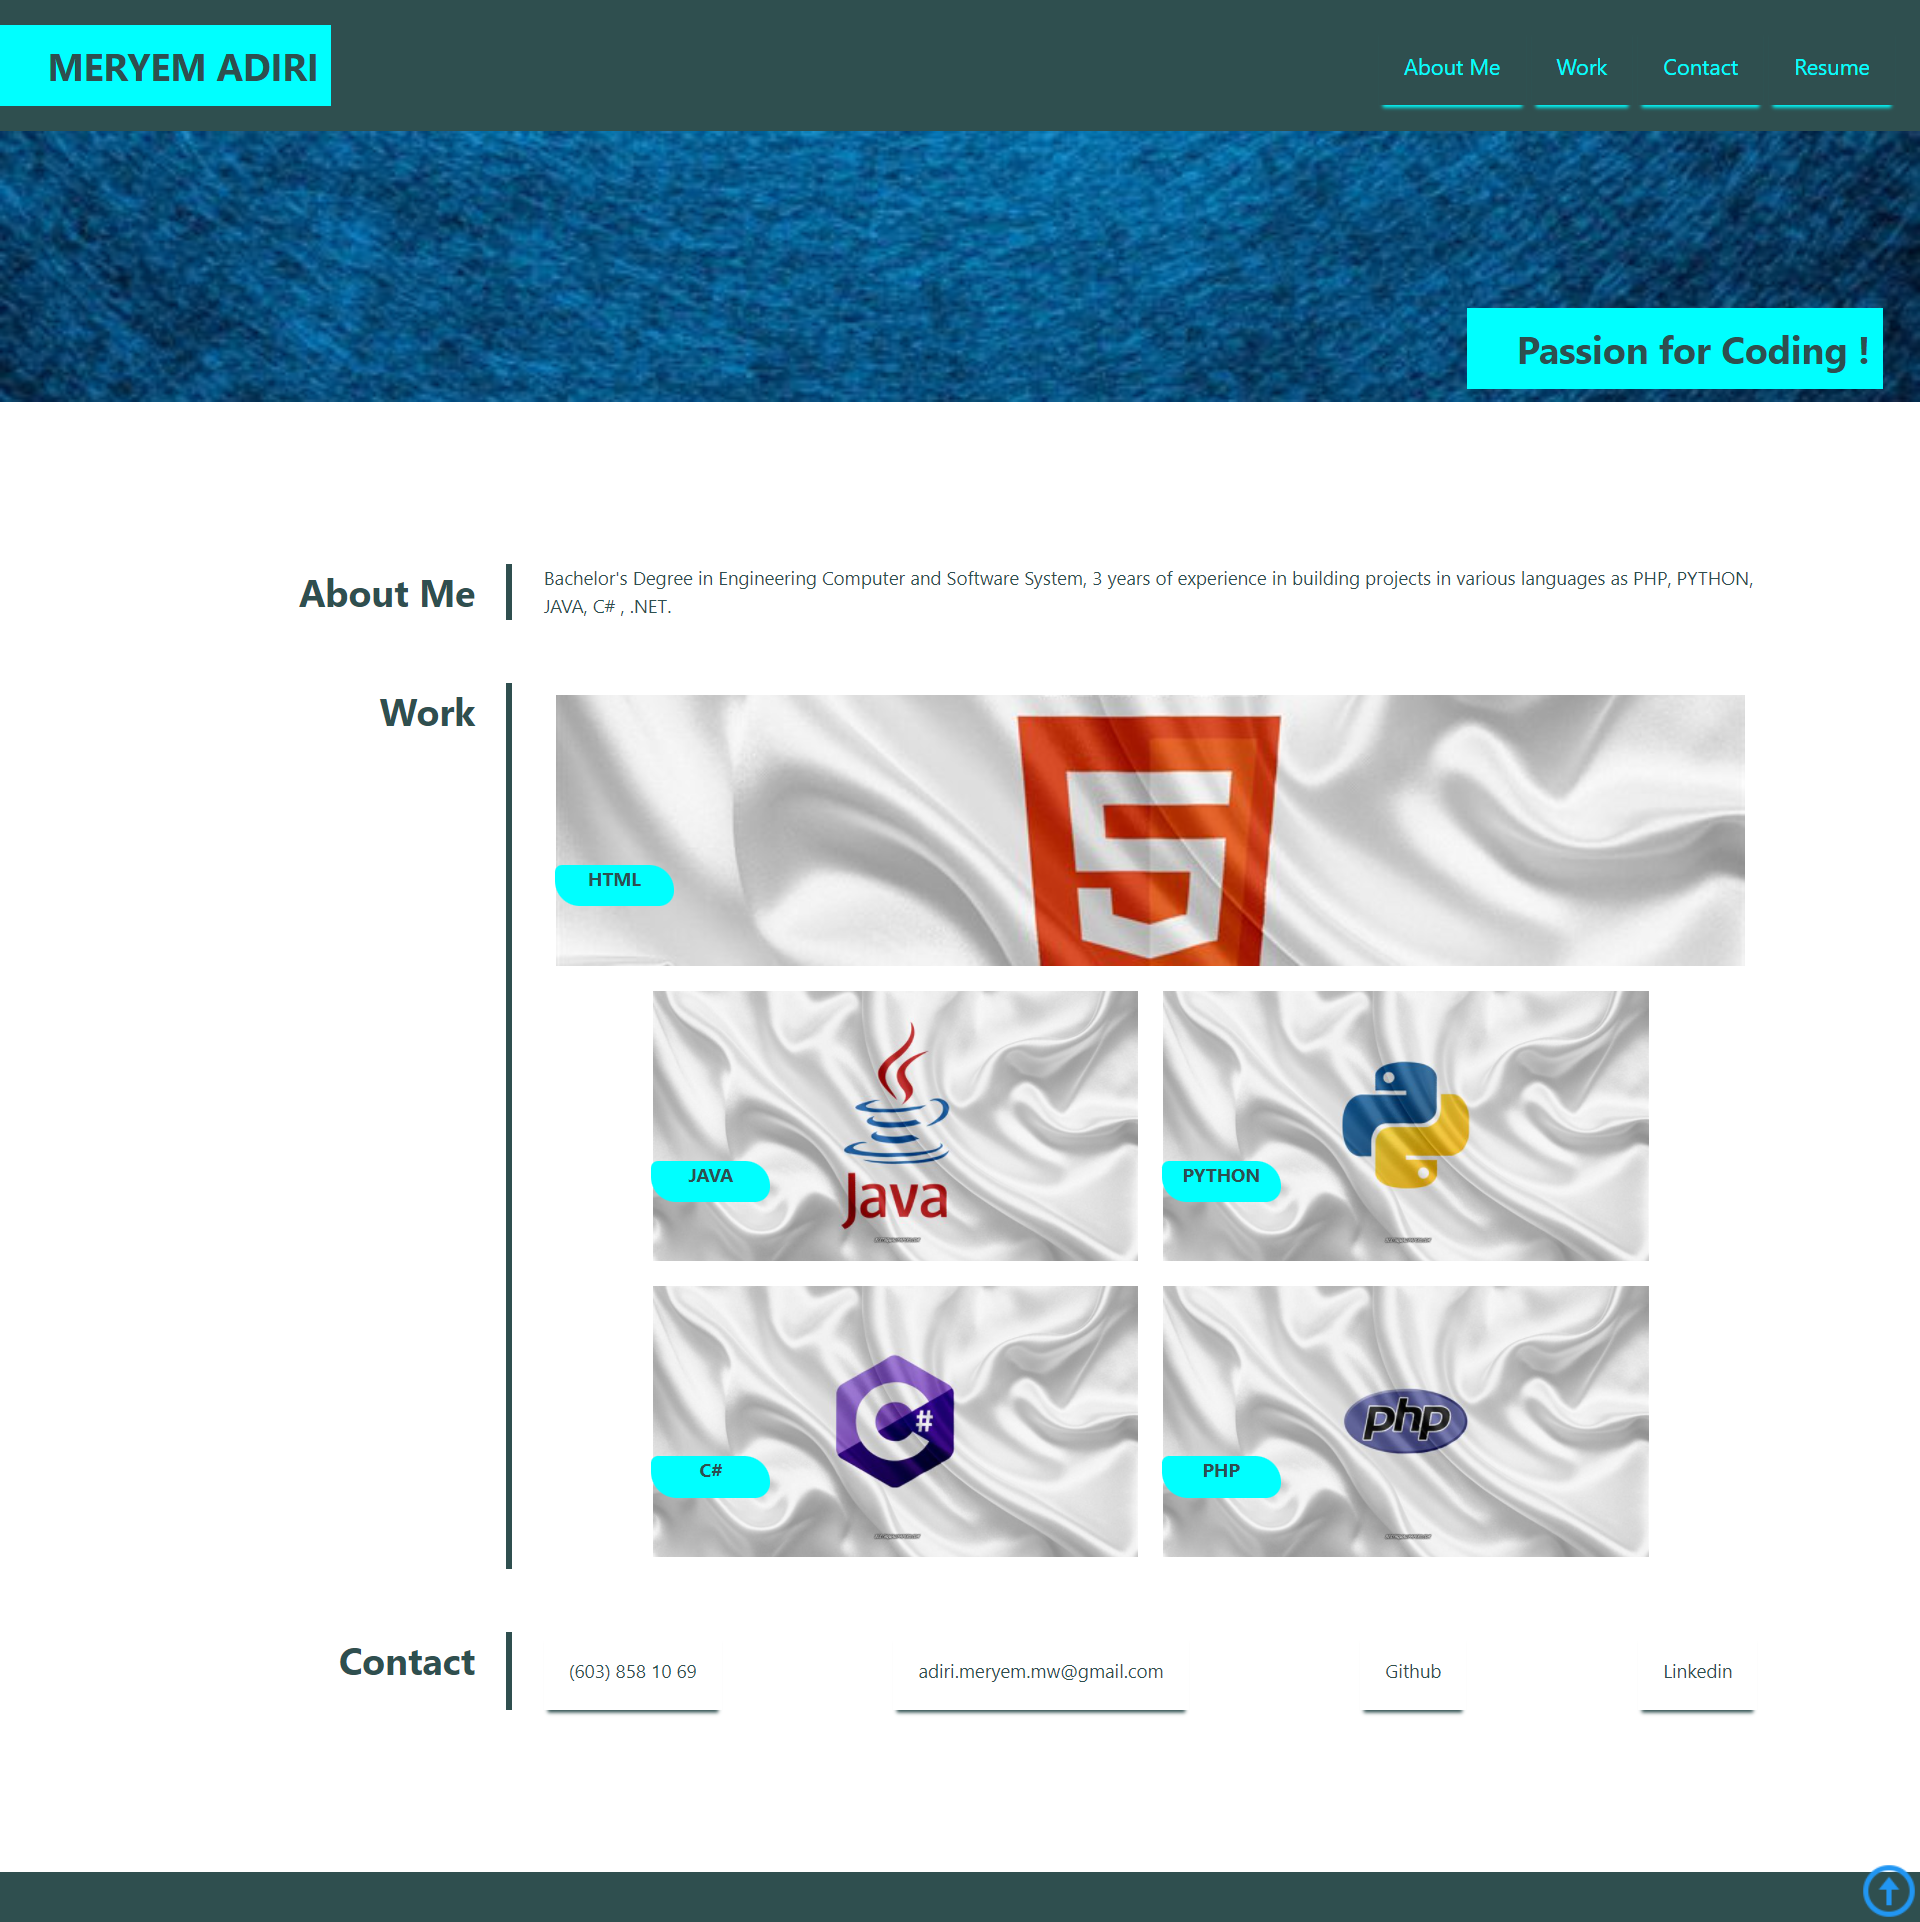 MERYEM ADIRI
About Me
Work
Contact
Resume
Passion for Coding !
About Me
Bachelor's Degree in Engineering Computer and Software System, 3 years of experience in building projects in various languages as PHP, PYTHON,
JAVA, C# , .NET.
Work
HTML
Java
JAVA
PYTHON
C#
C#
php
PHP
Contact
(603) 858 10 69
adiri.meryem.mw@gmail.com
Github
Linkedin